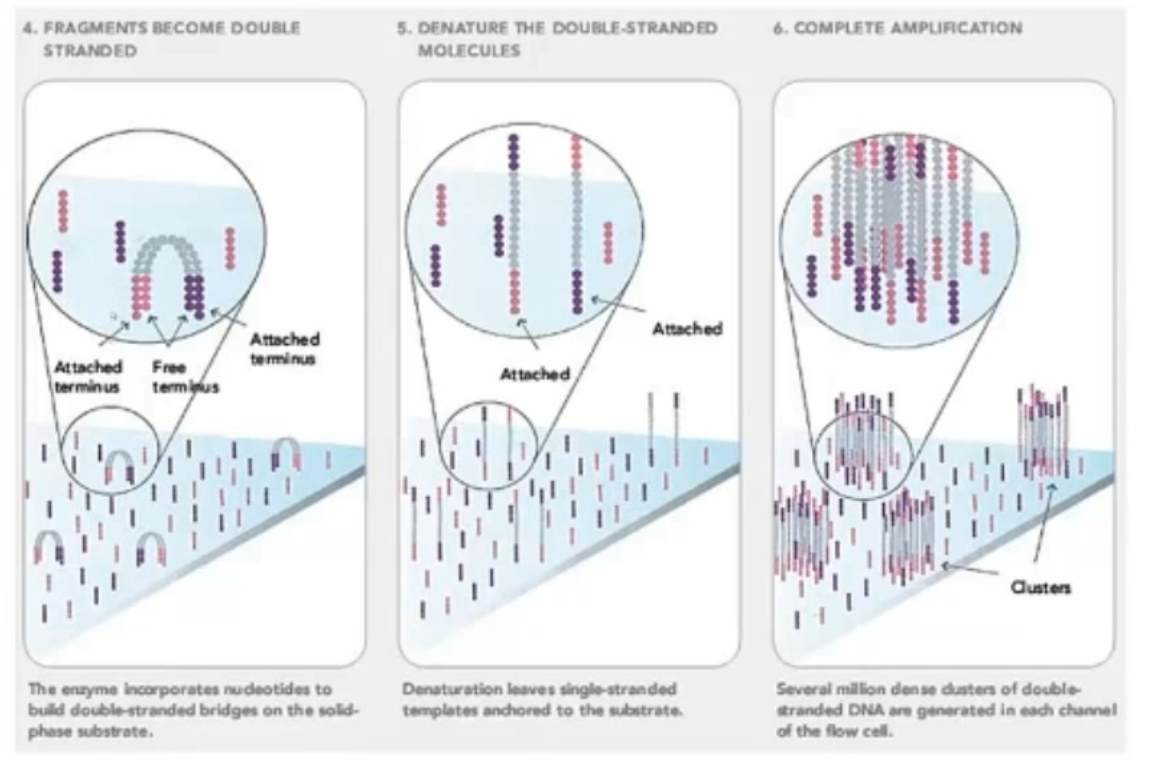 4. FRAGMENTS BECOME DOUBLE
STRANDED
Attached
terminus
Free
terminus
Attached
terminus
The enzyme incorporates nucleotides to
build double-stranded bridges on the solid-
phase substrate.
5. DENATURE THE DOUBLE-STRANDED
MOLECULES
Attached
Attached
Denaturation leaves single-stranded
templates anchored to the substrate.
6. COMPLETE AMPLIFICATION
Clusters
Several million dense clusters of double-
stranded DNA are generated in each channel
of the flow cell.